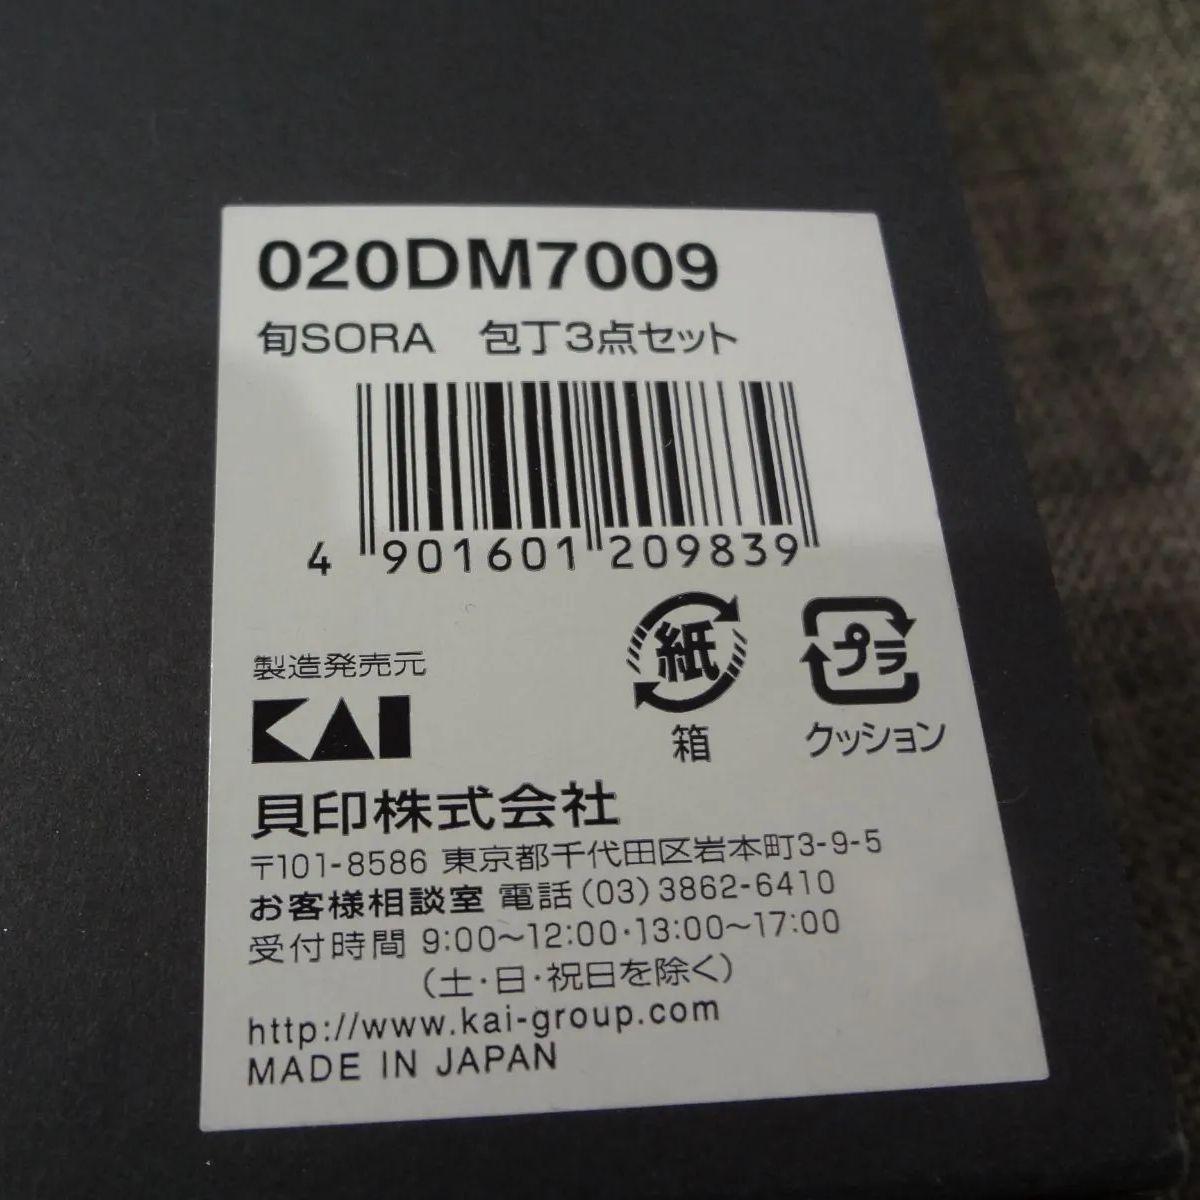 020DM7009
旬SORA 包丁3点セット
4 901601 209839
紙
プラ
箱
クッション
製造発売元
KAI
貝印株式会社
〒101-8586 東京都千代田区岩本町3-9-5
お客様相談室 電話(03)3862-6410
受付時間 9:00〜12:00・13:00〜17:00
(土・日・祝日を除く)
http://www.kai-group.com
MADE IN JAPAN